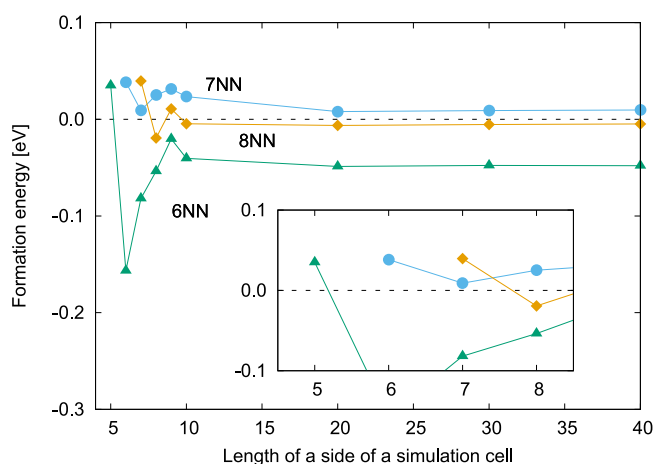 0.1
7NN
0.0
8NN
Formation energy [eV]
-0.1
6NN
0.1
0.0
-0.1
5 6 7 8
-0.2
-0.3
5 10 15 20 25 30 35 40
Length of a side of a simulation cell